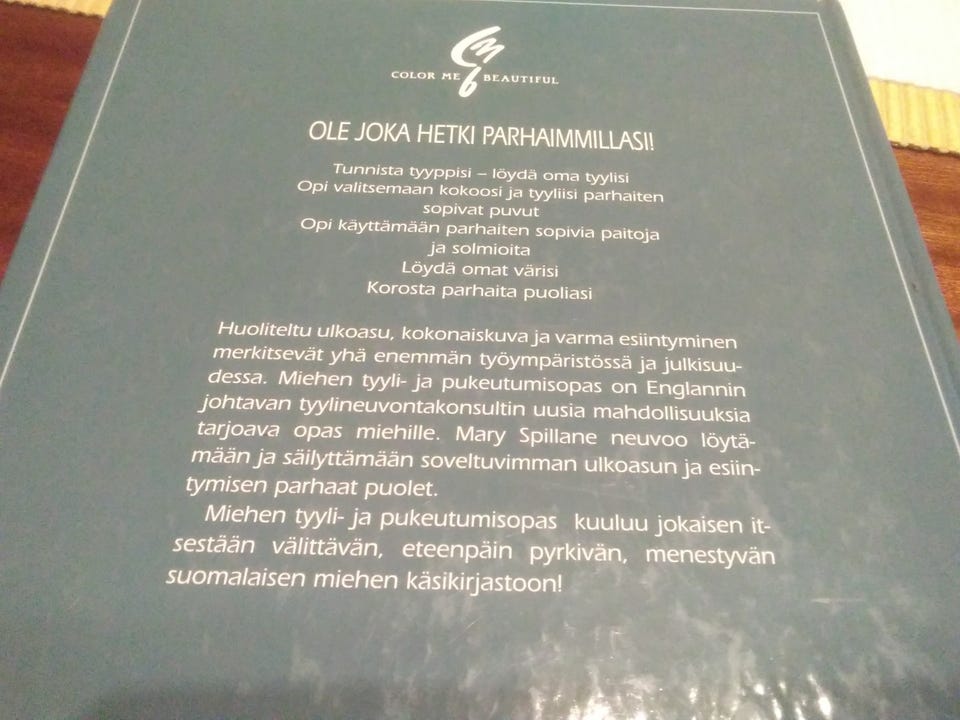 Cmb
COLOR ME BEAUTIFUL
OLE JOKA HETKI PARHAIMMILLASI!
Tunnista tyyppisi – löydä oma tyylisi
Opi valitsemaan kokoosi ja tyyliisi parhaiten
sopivat puvut
Opi käyttämään parhaiten sopivia paitoja
ja solmioita
Löydä omat värisi
Korosta parhaita puoliasi
Huoliteltu ulkoasu, kokonaiskuva ja varma esiintyminen
merkitsevät yhä enemmän työympäristössä ja julkisuu-
dessa. Miehen tyyli- ja pukeutumisopas on Englannin
johtavan tyylineuvontakonsultin uusia mahdollisuuksia
tarjoava opas miehille. Mary Spillane neuvoo löytä-
mään ja säilyttämään soveltuvimman ulkoasun ja esiin-
tymisen parhaat puolet.
Miehen tyyli- ja pukeutumisopas kuuluu jokaisen it-
sestään välittävän, eteenpäin pyrkivän, menestyvän
suomalaisen miehen käsikirjastoon!